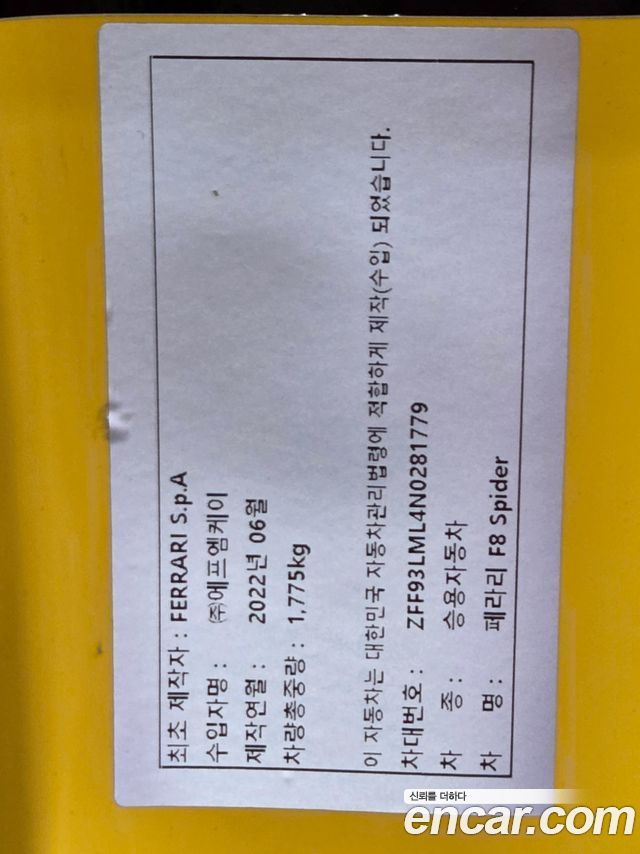 최초 제작자 : FERRARI S.p.A
수입자명 : ㈜에프엠케이
제작연월 : 2022년 06월
차량총중량 : 1,775kg
이 자동차는 대한민국 자동차관리법령에 적합하게 제작(수입) 되었습니다.
차대번호 : ZFF93LML4N0281779
차 종 : 승용자동차
차 명 : 페라리 F8 Spider
신뢰를 더하다
encar.com